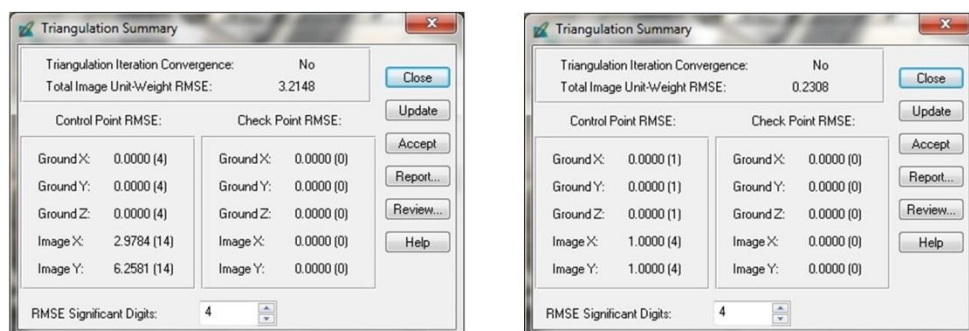 Triangulation Summary
Triangulation Iteration Convergence: No
Total Image Unit-Weight RMSE: 3.2148
Close
Update
Accept
Report...
Review...
Help
Control Point RMSE: Check Point RMSE:
Ground X: 0.0000 (4) Ground X: 0.0000 (0)
Ground Y: 0.0000 (4) Ground Y: 0.0000 (0)
Ground Z: 0.0000 (4) Ground Z: 0.0000 (0)
Image X: 2.9784 (14) Image X: 0.0000 (0)
Image Y: 6.2581 (14) Image Y: 0.0000 (0)
RMSE Significant Digits: 4
Triangulation Summary
Triangulation Iteration Convergence: No
Total Image Unit-Weight RMSE: 0.2308
Close
Update
Accept
Report...
Review...
Help
Control Point RMSE: Check Point RMSE:
Ground X: 0.0000 (1) Ground X: 0.0000 (0)
Ground Y: 0.0000 (1) Ground Y: 0.0000 (0)
Ground Z: 0.0000 (1) Ground Z: 0.0000 (0)
Image X: 1.0000 (4) Image X: 0.0000 (0)
Image Y: 1.0000 (4) Image Y: 0.0000 (0)
RMSE Significant Digits: 4